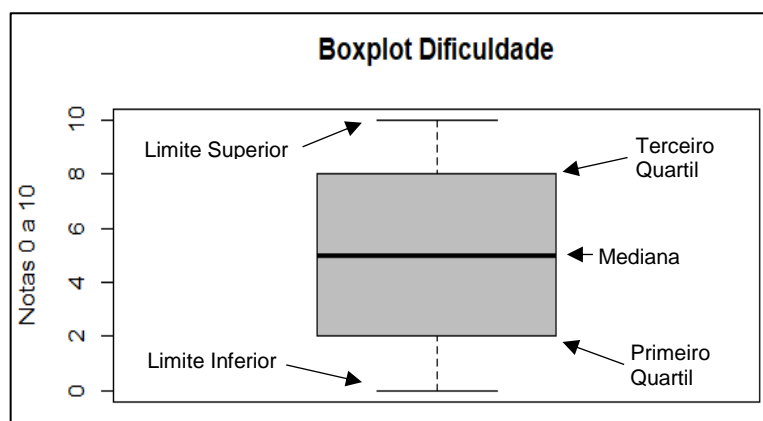 Boxplot Dificuldade
Notas 0 a 10
10
8
6
4
2
0
Limite Superior
Terceiro
Quartil
Mediana
Limite Inferior
Primeiro
Quartil